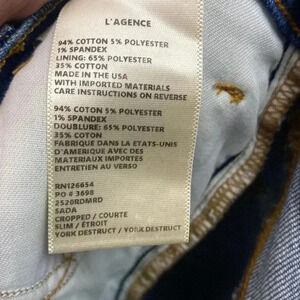 L'AGENCE
94% COTTON 5% POLYESTER
1% SPANDEX
LINING: 65% POLYESTER
35% COTTON
MADE IN THE USA
WITH IMPORTED MATERIALS
CARE INSTRUCTIONS ON REVERSE
94% COTON 5% POLYESTER
1% SPANDEX
DOUBLURE: 65% POLYESTER
35% COTON
FABRIQUE DANS LA ETATS-UNIS
D'AMERIQUE AVEC DES
MATERIAUX IMPORTES
ENTRETIEN AU VERSO
RN126654
PO # 3698
2520RDMRD
SADA
CROPPED / COURTE
SLIM / ÉTROIT
YORK DESTRUCT / YORK DESTRUCT